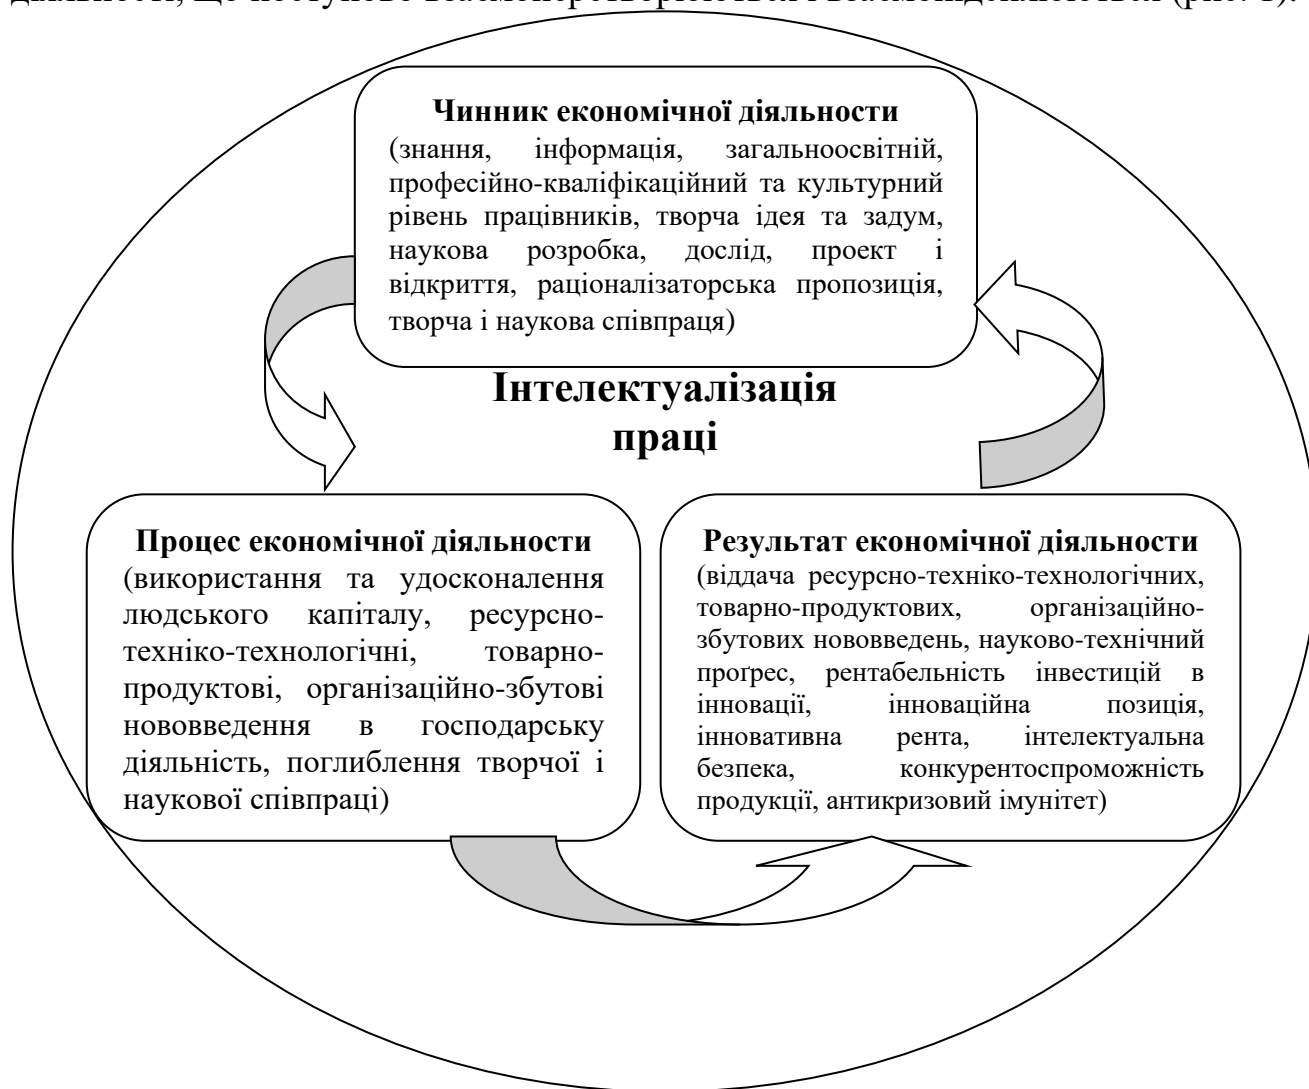 Чинник економічної діяльности
(знання, інформація, загальноосвітній,
професійно-кваліфікаційний та культурний
рівень працівників, творча ідея та задум,
наукова розробка, дослід, проект і
відкриття, раціоналізаторська пропозиція,
творча і наукова співпраця)
Інтелектуалізація
праці
Процес економічної діяльности
(використання та удосконалення
людського капіталу, ресурсно-
техніко-технологічні, товарно-
продуктові, організаційно-збутові
нововведення в господарську
діяльність, поглиблення творчої і
наукової співпраці)
Результат економічної діяльности
(віддача ресурсно-техніко-технологічних,
товарно-продуктових, організаційно-
збутових нововведень, науково-технічний
проґрес, рентабельність інвестицій в
інновації, інноваційна позиція,
інновативна рента, інтелектуальна
безпека, конкурентоспроможність
продукції, антикризовий імунітет)